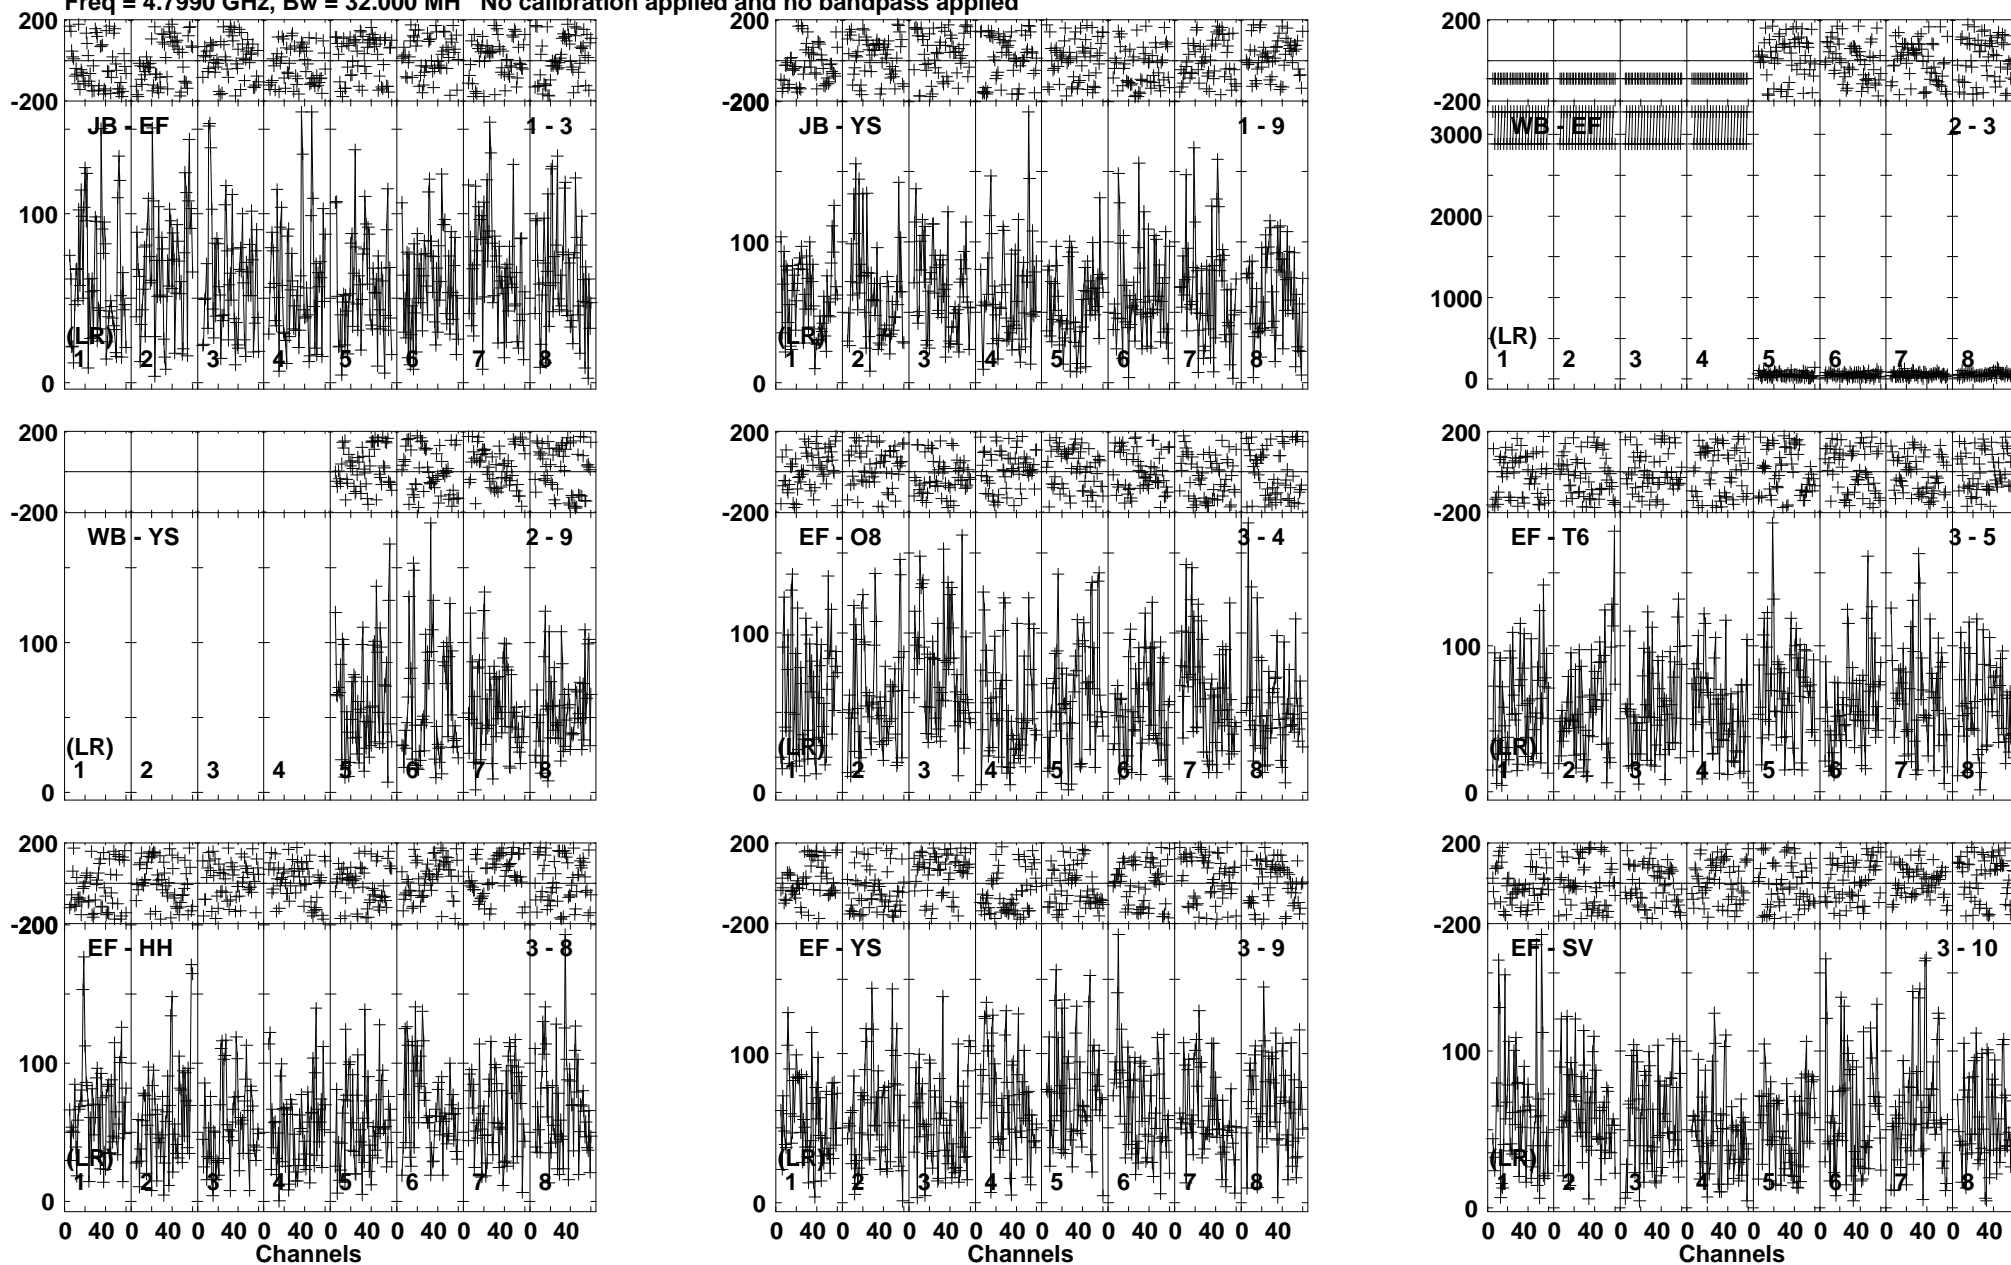 Freq = 4.7990 GHz, Bw = 32.000 MH No calibration applied and no bandpass applied
200 200 200
-200 -200 -200
JB - EF 1 - 3 JB - YS 1 - 9 WB - EF 2 - 3
3000
2000
100 100
1000
(LR) (LR) (LR)
1 2 3 4 5 6 7 8 1 2 3 4 5 6 7 8 1 2 3 4 5 6 7 8
0 0 0
200 200 200
-200 -200 -200
WB - YS 2 - 9 EF - O8 3 - 4 EF - T6 3 - 5
100 100 100
(LR) (LR) (LR)
1 2 3 4 5 6 7 8 1 2 3 4 5 6 7 8 1 2 3 4 5 6 7 8
0 0 0
200 200 200
-200 -200 -200
EF - HH 3 - 8 EF - YS 3 - 9 EF - SV 3 - 10
100 100 100
(LR) (LR) (LR)
1 2 3 4 5 6 7 8 1 2 3 4 5 6 7 8 1 2 3 4 5 6 7 8
0 0 0
0 40 0 40 0 40 0 40 0 40 0 40 0 40 0 40 0 40 0 40 0 40 0 40 0 40 0 40 0 40 0 40 0 40 0 40 0 40 0 40 0 40 0 40 0 40 0 40
Channels Channels Channels